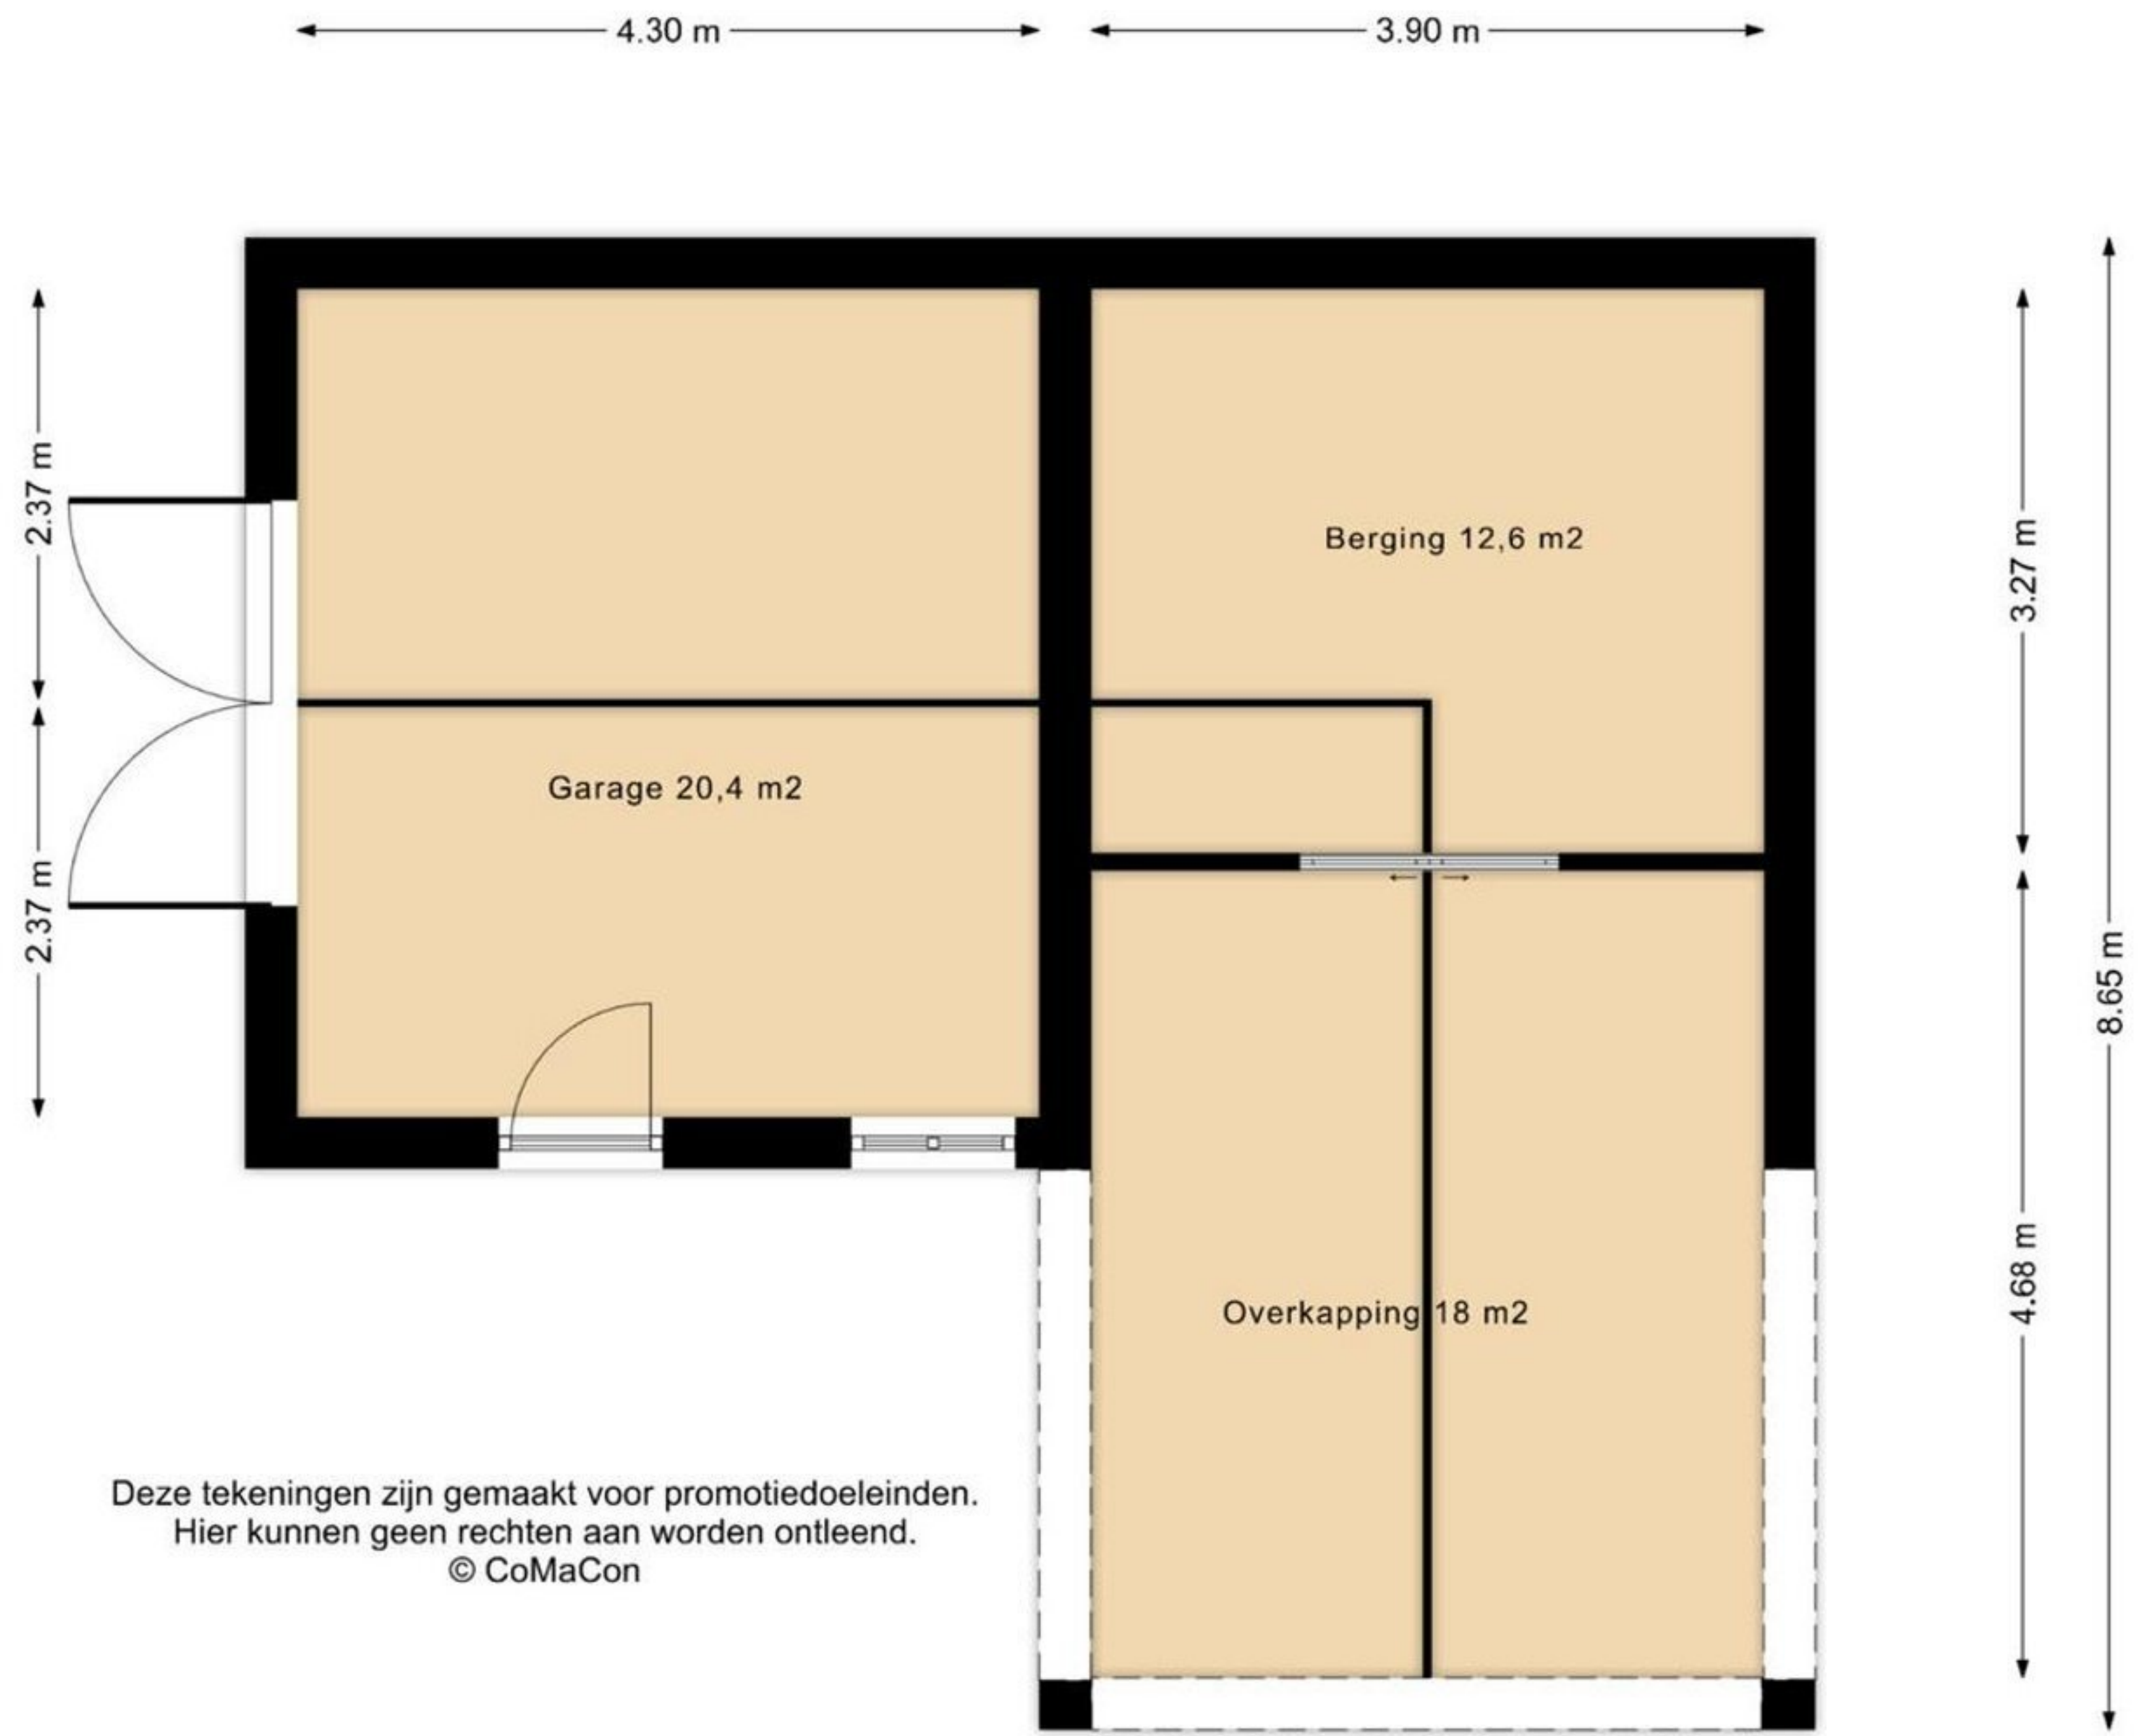 4.30 m
3.90 m
2.37 m
3.27 m
Berging 12,6 m2
Garage 20,4 m2
2.37 m
8.65 m
4.68 m
Overkapping 18 m2
Deze tekeningen zijn gemaakt voor promotiedoeleinden.
Hier kunnen geen rechten aan worden ontleend.
© CoMaCon